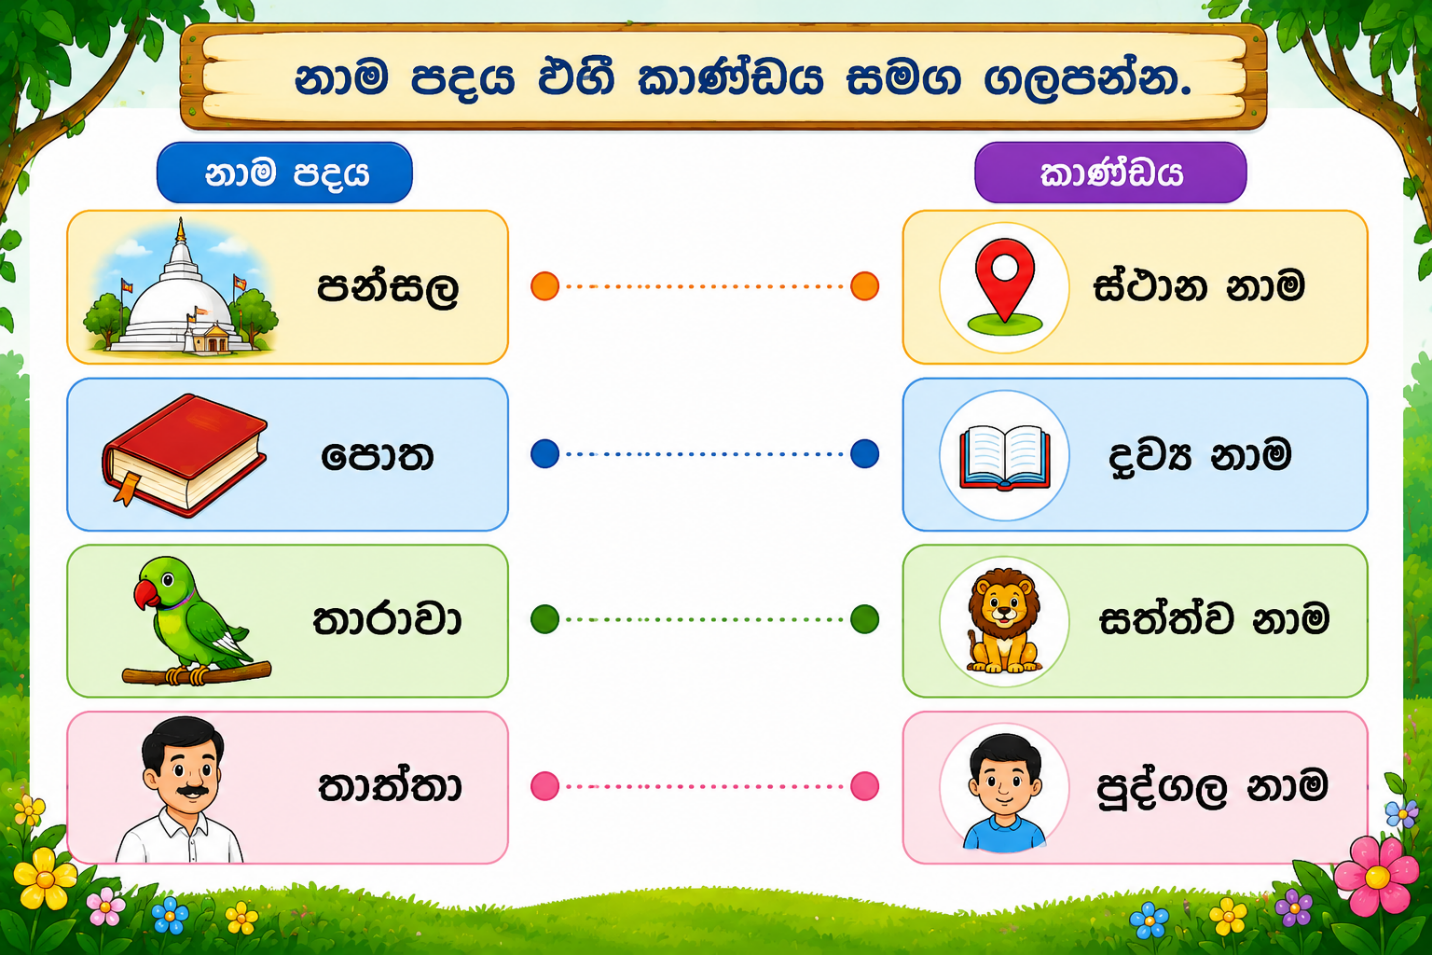 නාම පදය එහී කාණ්ඩය සමග ගලපන්න.
නාම පදය
කාණ්ඩය
පන්සල
ස්ථාන නාම
පොත
ද්‍රව්‍ය නාම
තාරාවා
සත්ත්ව නාම
තාත්තා
පුද්ගල නාම